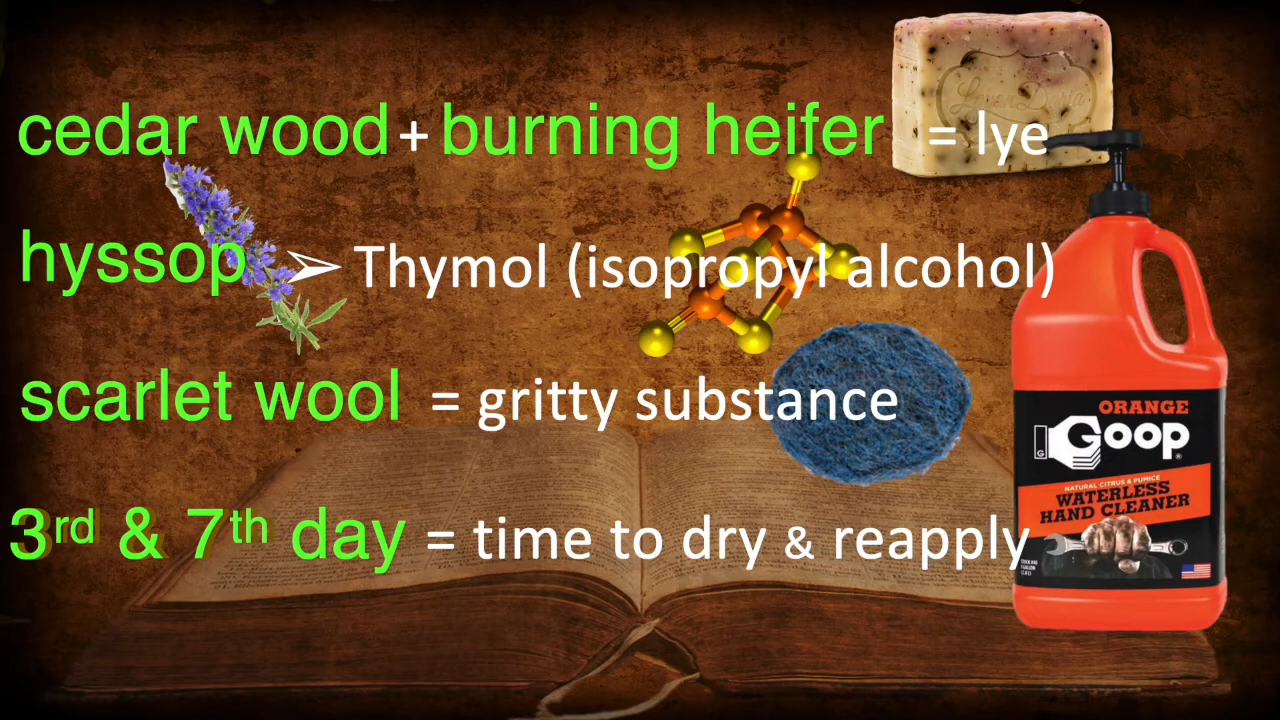 cedar wood + burning heifer = lye
hyssop ➢ Thymol (isopropyl alcohol)
scarlet wool = gritty substance
3rd & 7th day = time to dry & reapply
ORANGE
G Goop®
NATURAL CITRUS & PUMICE
WATERLESS
HAND CLEANER